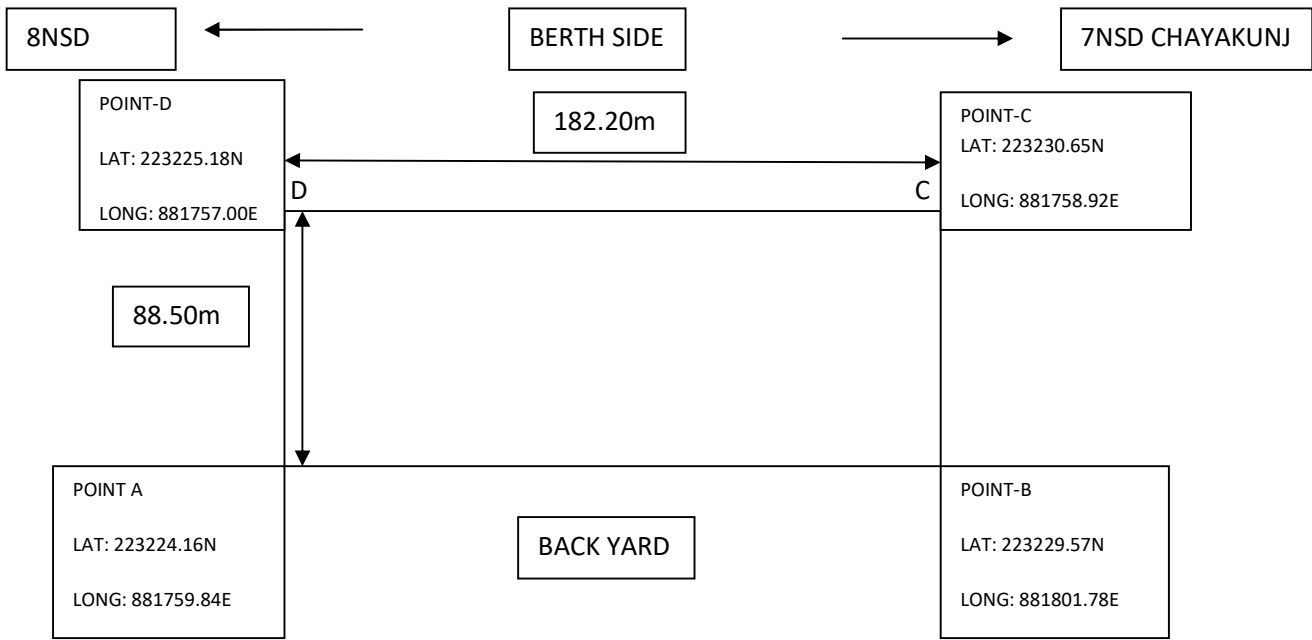 8NSD
BERTH SIDE
7NSD CHAYAKUNJ
POINT-D
LAT: 223225.18N
LONG: 881757.00E
182.20m
POINT-C
LAT: 223230.65N
LONG: 881758.92E
D
C
88.50m
POINT A
LAT: 223224.16N
LONG: 881759.84E
BACK YARD
POINT-B
LAT: 223229.57N
LONG: 881801.78E